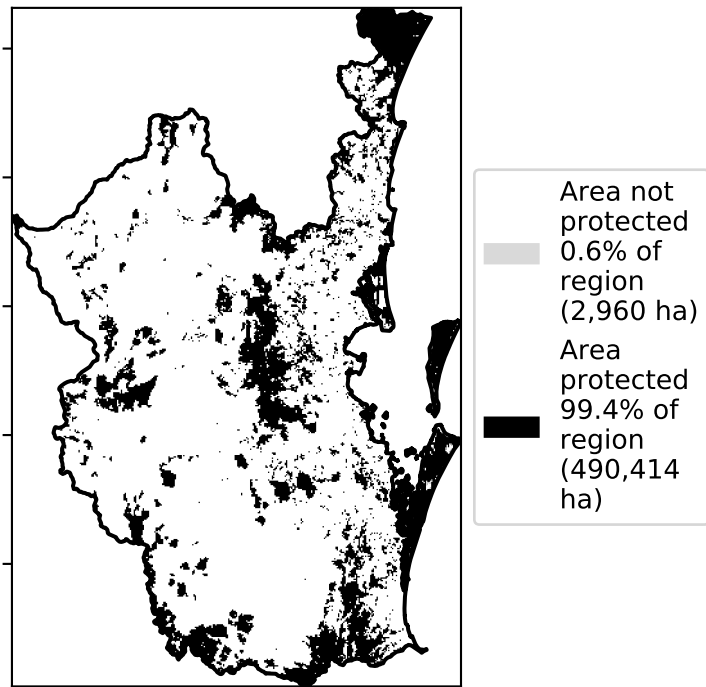 Area not
protected
0.6% of
region
(2,960 ha)
Area
protected
99.4% of
region
(490,414
ha)